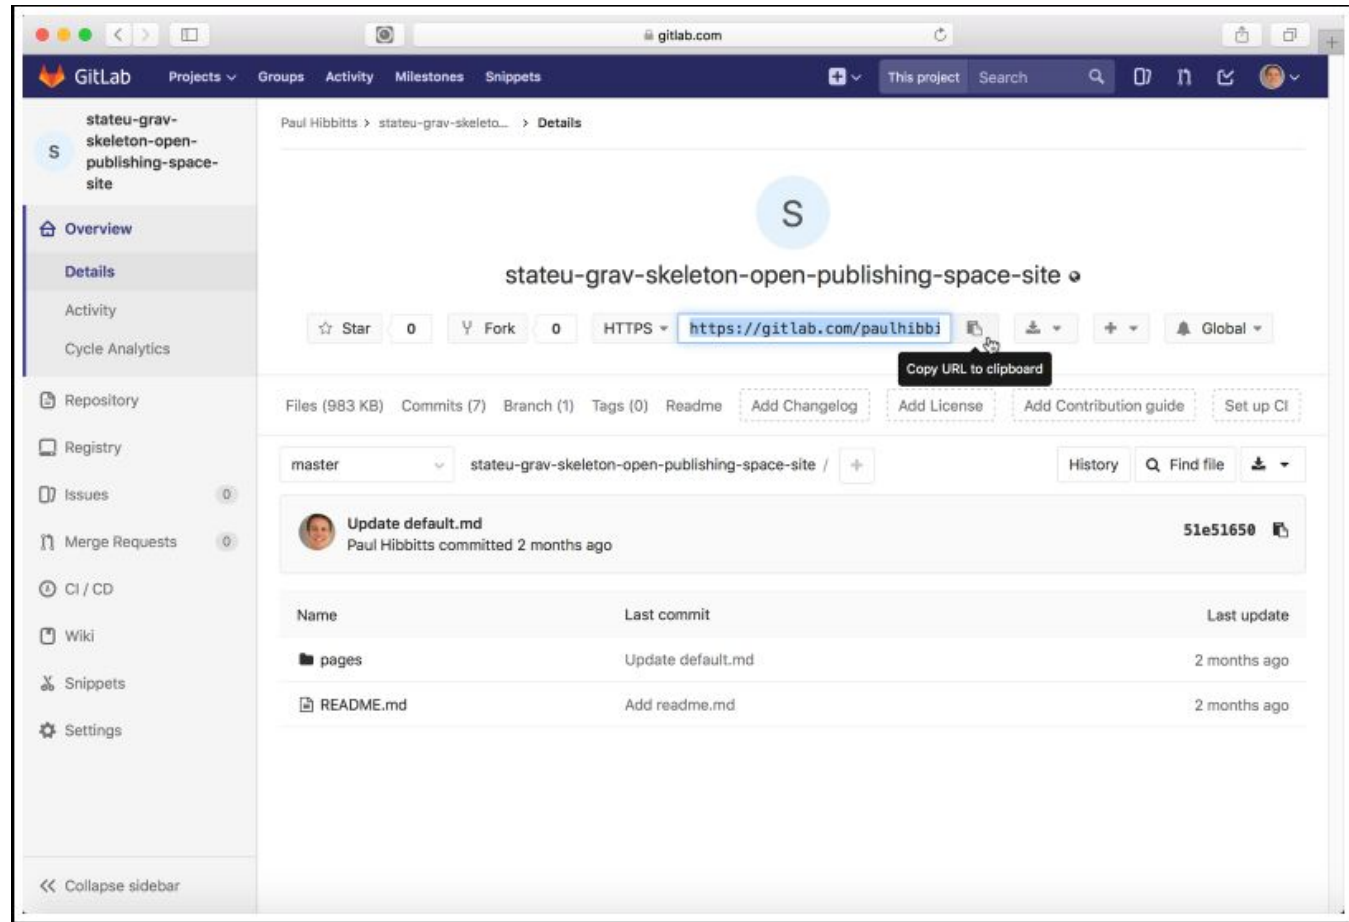 gitlab.com
GitLab Projects Groups Activity Milestones Snippets This project Search
stateu-grav-
skeleton-open-
publishing-space-
site
S
Overview
Details
Activity
Cycle Analytics
Repository
Registry
Issues 0
Merge Requests 0
CI / CD
Wiki
Snippets
Settings
Collapse sidebar
Paul Hibbitts > stateu-grav-skeleto... > Details
S
stateu-grav-skeleton-open-publishing-space-site
Star 0 Fork 0 HTTPS https://gitlab.com/paulhibbi Global
Copy URL to clipboard
Files (983 KB) Commits (7) Branch (1) Tags (0) Readme Add Changelog Add License Add Contribution guide Set up CI
master stateu-grav-skeleton-open-publishing-space-site / + History Find file
Update default.md
Paul Hibbitts committed 2 months ago
51e51650
Name Last commit Last update
pages Update default.md 2 months ago
README.md Add readme.md 2 months ago